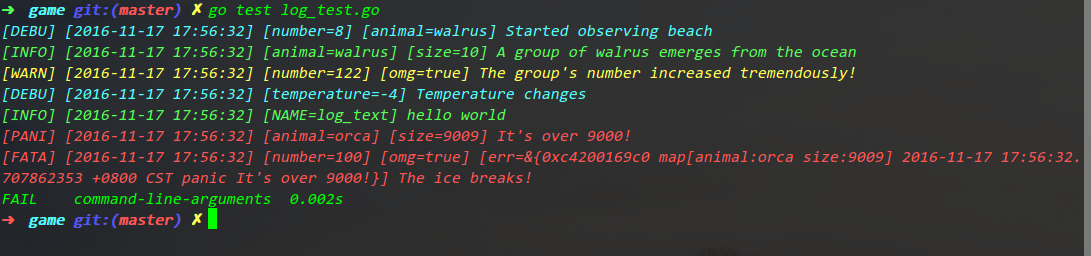 ➜  game git:(master) ✗ go test log_test.go
[DEBU] [2016-11-17 17:56:32] [number=8] [animal=walrus] Started observing beach
[INFO] [2016-11-17 17:56:32] [animal=walrus] [size=10] A group of walrus emerges from the ocean
[WARN] [2016-11-17 17:56:32] [number=122] [omg=true] The group's number increased tremendously!
[DEBU] [2016-11-17 17:56:32] [temperature=-4] Temperature changes
[INFO] [2016-11-17 17:56:32] [NAME=log_text] hello world
[PANI] [2016-11-17 17:56:32] [animal=orca] [size=9009] It's over 9000!
[FATA] [2016-11-17 17:56:32] [number=100] [omg=true] [err=&{0xc4200169c0 map[animal:orca size:9009] 2016-11-17 17:56:32.
707862353 +0800 CST panic It's over 9000!}] The ice breaks!
FAIL    command-line-arguments  0.002s
➜  game git:(master) ✗